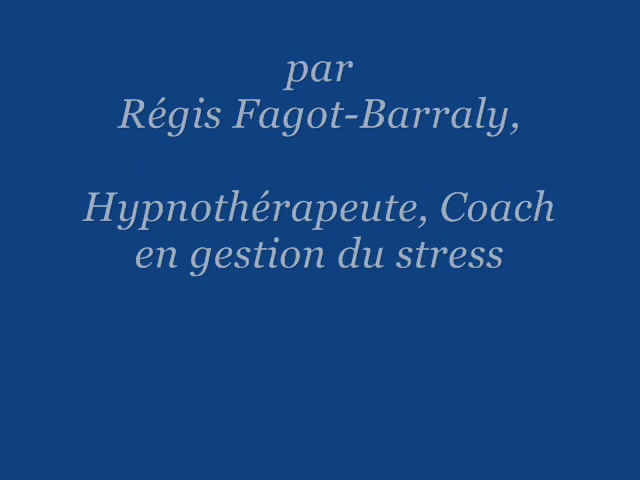 par
Régis Fagot-Barraly,
Hypnothérapeute, Coach
en gestion du stress